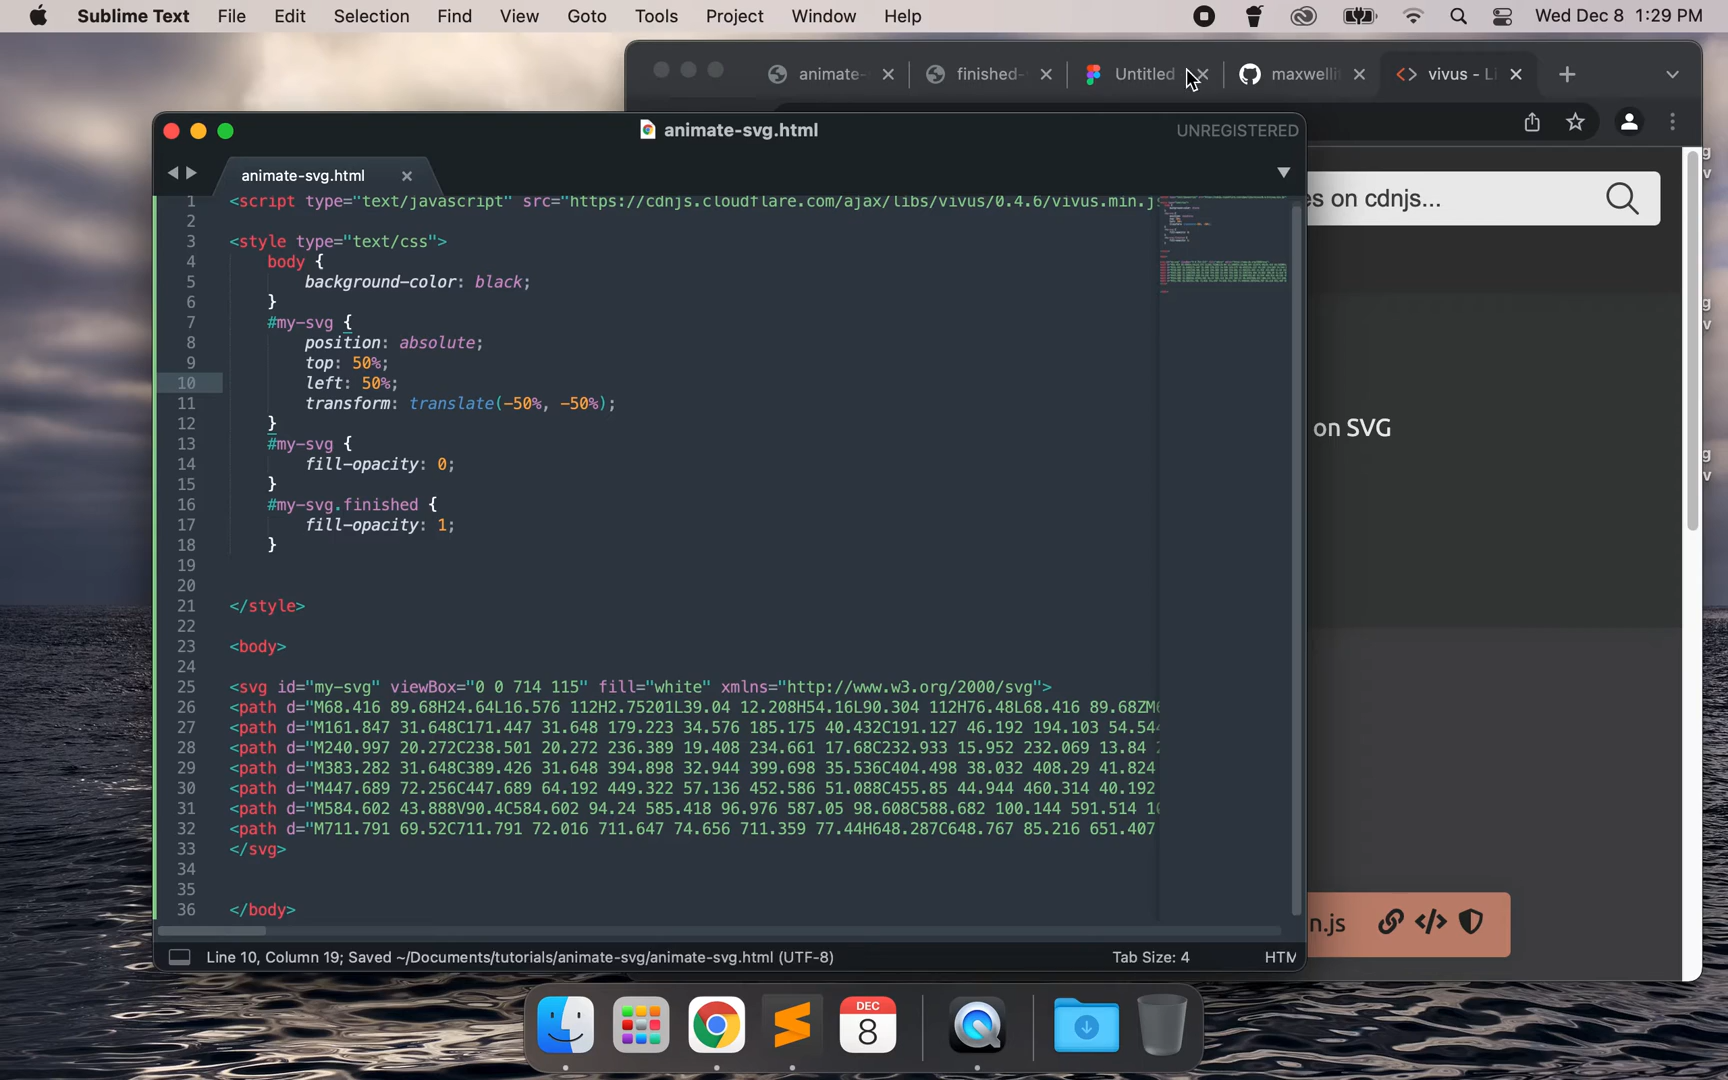 Sublime Text File Edit Selection Find View Goto Tools Project Window Help Wed Dec 8 1:29 PM
animate- finished- Untitled maxwelli vivus - Li
animate-svg.html UNREGISTERED
animate-svg.html
es on cdnjs...
1 <script type="text/javascript" src="https://cdnjs.cloudflare.com/ajax/libs/vivus/0.4.6/vivus.min.js
2
3 <style type="text/css">
4 body {
5 background-color: black;
6 }
7 #my-svg {
8 position: absolute;
9 top: 50%;
10 left: 50%;
11 transform: translate(-50%, -50%);
12 }
13 #my-svg {
14 fill-opacity: 0;
15 }
16 #my-svg.finished {
17 fill-opacity: 1;
18 }
19
20
21 </style>
22
23 <body>
24
25 <svg id="my-svg" viewBox="0 0 714 115" fill="white" xmlns="http://www.w3.org/2000/svg">
26 <path d="M68.416 89.68H24.64L16.576 112H2.75201L39.04 12.208H54.16L90.304 112H76.48L68.416 89.68ZM6
27 <path d="M161.847 31.648C171.447 31.648 179.223 34.576 185.175 40.432C191.127 46.192 194.103 54.544
28 <path d="M240.997 20.272C238.501 20.272 236.389 19.408 234.661 17.68C232.933 15.952 232.069 13.84 2
29 <path d="M383.282 31.648C389.426 31.648 394.898 32.944 399.698 35.536C404.498 38.032 408.29 41.824
30 <path d="M447.689 72.256C447.689 64.192 449.322 57.136 452.586 51.088C455.85 44.944 460.314 40.192
31 <path d="M584.602 43.888V90.4C584.602 94.24 585.418 96.976 587.05 98.608C588.682 100.144 591.514 10
32 <path d="M711.791 69.52C711.791 72.016 711.647 74.656 711.359 77.44H648.287C648.767 85.216 651.407
33 </svg>
34
35
36 </body>
on SVG
n.js
Line 10, Column 19; Saved ~/Documents/tutorials/animate-svg/animate-svg.html (UTF-8) Tab Size: 4 HTM
g
v
g
v
g
v
DEC
8